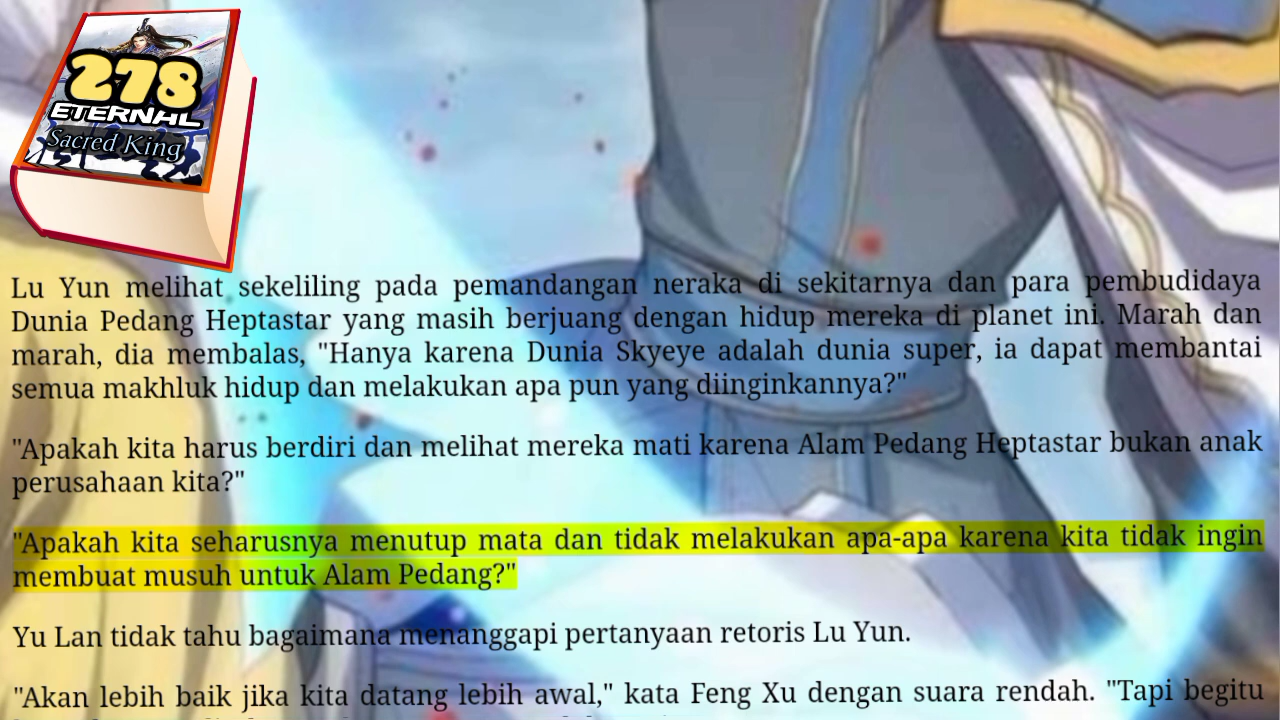 278
ETERNAL
Sacred King
Lu Yun melihat sekeliling pada pemandangan neraka di sekitarnya dan para pembudidaya
Dunia Pedang Heptastar yang masih berjuang dengan hidup mereka di planet ini. Marah dan
marah, dia membalas, "Hanya karena Dunia Skyeye adalah dunia super, ia dapat membantai
semua makhluk hidup dan melakukan apa pun yang diinginkannya?"
"Apakah kita harus berdiri dan melihat mereka mati karena Alam Pedang Heptastar bukan anak
perusahaan kita?"
"Apakah kita seharusnya menutup mata dan tidak melakukan apa-apa karena kita tidak ingin
membuat musuh untuk Alam Pedang?"
Yu Lan tidak tahu bagaimana menanggapi pertanyaan retoris Lu Yun.
"Akan lebih baik jika kita datang lebih awal," kata Feng Xu dengan suara rendah. "Tapi begitu